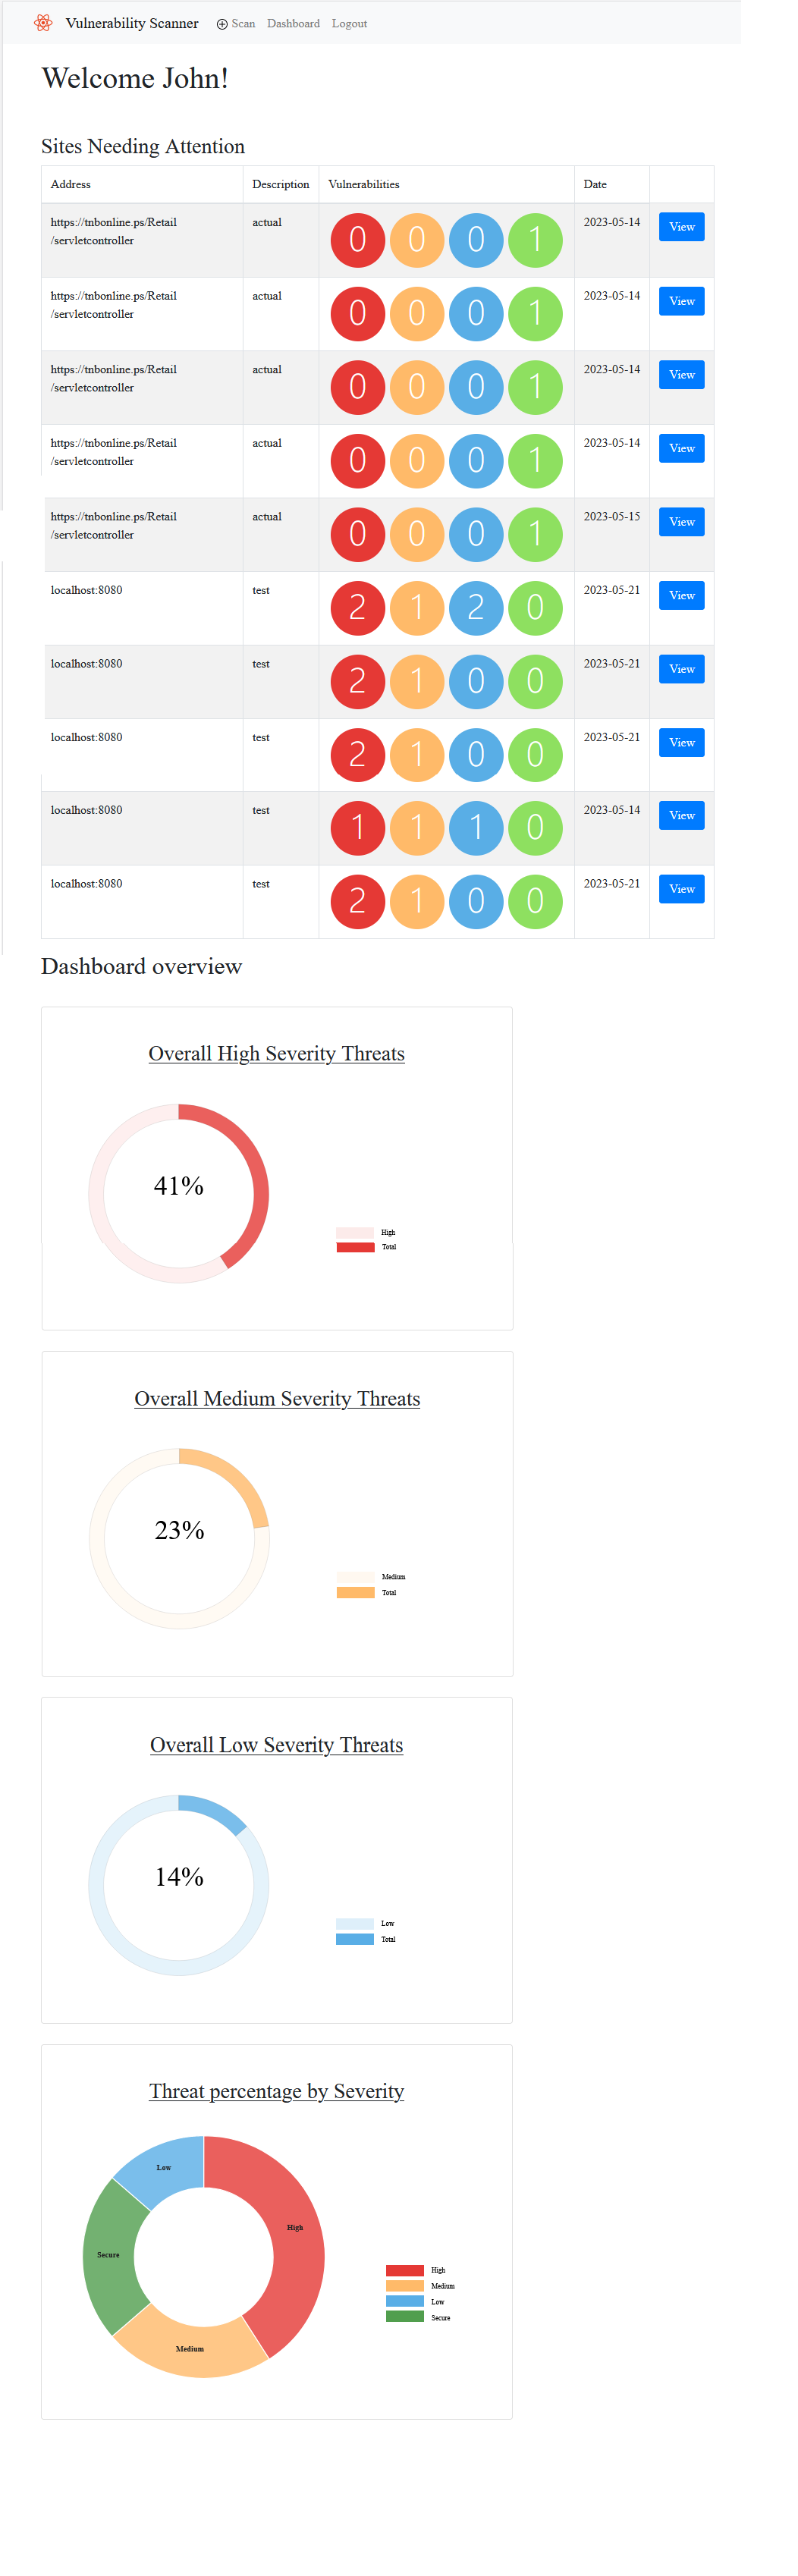 Vulnerability Scanner Scan Dashboard Logout
Welcome John!
Sites Needing Attention
Address Description Vulnerabilities Date
https://tnbonline.ps/Retail actual 0 0 0 1 2023-05-14 View
/servletcontroller
https://tnbonline.ps/Retail actual 0 0 0 1 2023-05-14 View
/servletcontroller
https://tnbonline.ps/Retail actual 0 0 0 1 2023-05-14 View
/servletcontroller
https://tnbonline.ps/Retail actual 0 0 0 1 2023-05-14 View
/servletcontroller
https://tnbonline.ps/Retail actual 0 0 0 1 2023-05-15 View
/servletcontroller
localhost:8080 test 2 1 2 0 2023-05-21 View
localhost:8080 test 2 1 0 0 2023-05-21 View
localhost:8080 test 2 1 0 0 2023-05-21 View
localhost:8080 test 1 1 1 0 2023-05-14 View
localhost:8080 test 2 1 0 0 2023-05-21 View
Dashboard overview
Overall High Severity Threats
41%
High
Total
Overall Medium Severity Threats
23%
Medium
Total
Overall Low Severity Threats
14%
Low
Total
Threat percentage by Severity
Low
High
Secure
Medium
High
Medium
Low
Secure